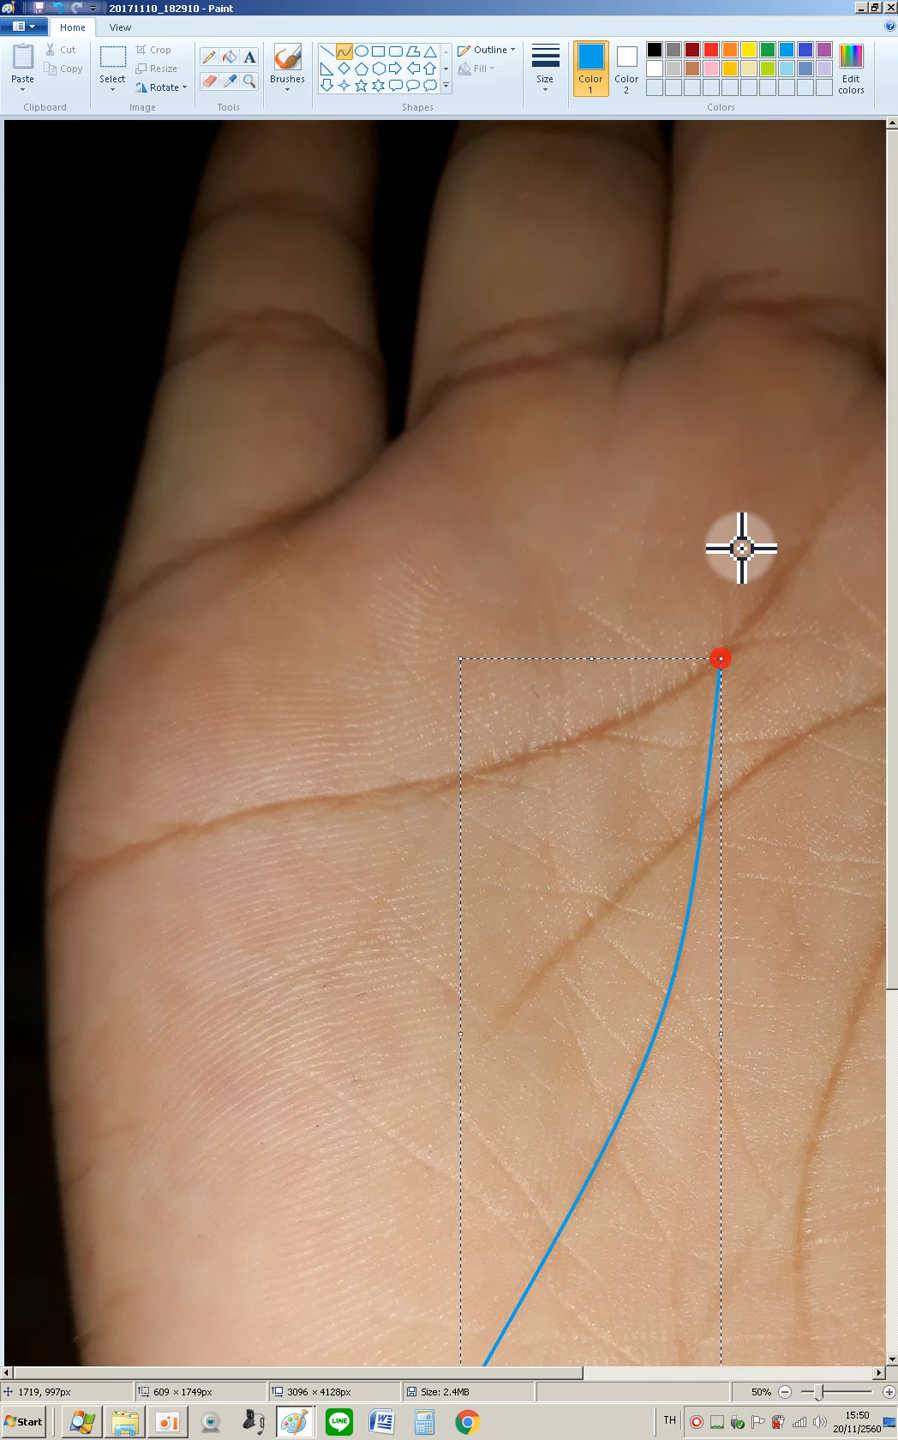 20171110_182910 - Paint
Home
View
Paste
Cut
Copy
Clipboard
Select
Crop
Resize
Rotate
Image
A
Tools
Brushes
Outline
Fill
Shapes
Size
Color 1
Color 2
Edit colors
Colors
1719, 997px
609 × 1749px
3096 × 4128px
Size: 2.4MB
50%
Start
LINE
W
TH
15:50
20/11/2560